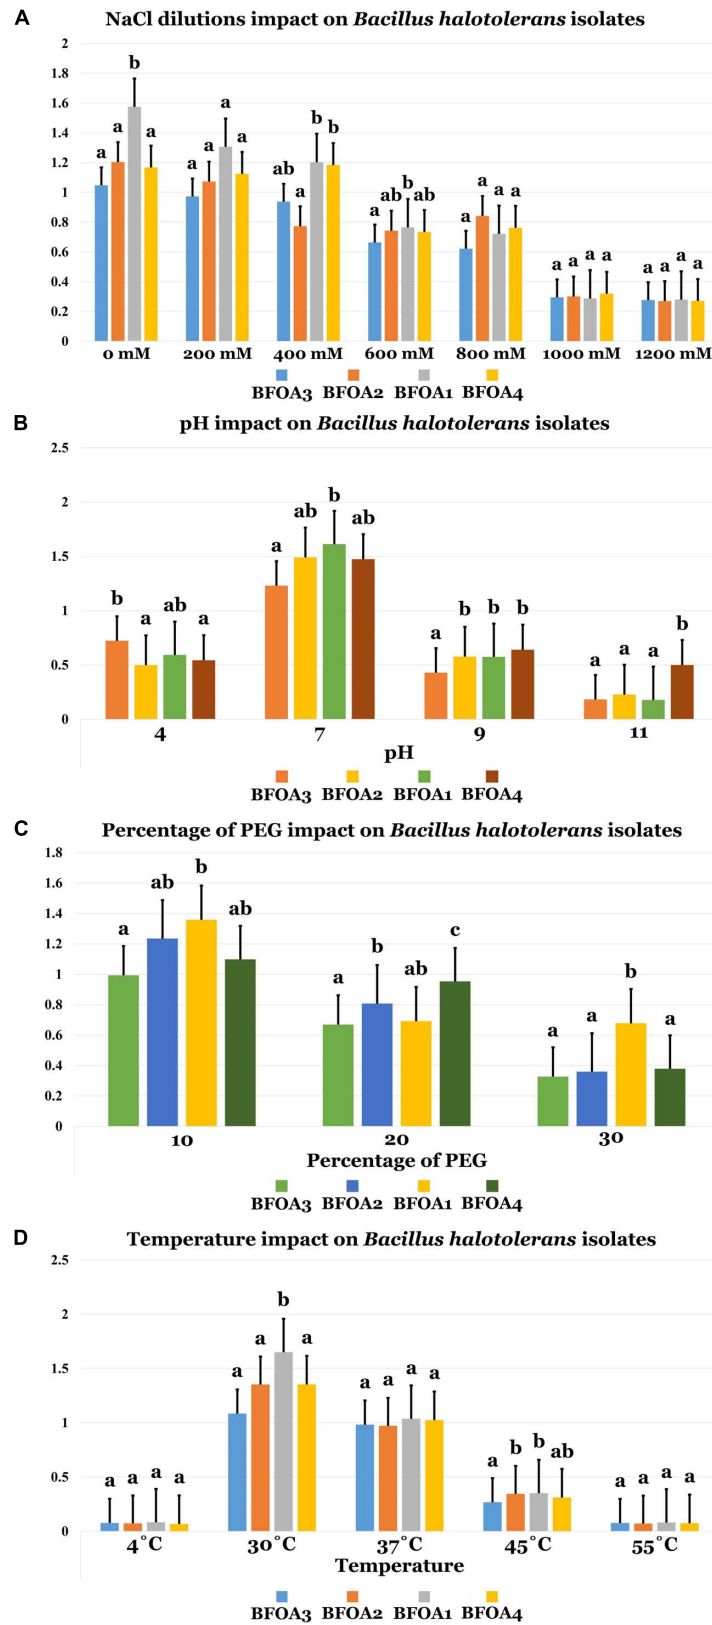 A
NaCl dilutions impact on Bacillus halotolerans isolates
2
1.8
1.6
1.4
1.2
1
0.8
0.6
0.4
0.2
0
a a b a
a a a a
ab a b b
a ab b ab
a a a a
a a a a
a a a a
0 mM 200 mM 400 mM 600 mM 800 mM 1000 mM 1200 mM
BFOA3 BFOA2 BFOA1 BFOA4
B
pH impact on Bacillus halotolerans isolates
2.5
2
1.5
1
0.5
0
b a ab a
a ab b ab
a b b b
a a a b
4 7 9 11
pH
BFOA3 BFOA2 BFOA1 BFOA4
C
Percentage of PEG impact on Bacillus halotolerans isolates
1.8
1.6
1.4
1.2
1
0.8
0.6
0.4
0.2
0
a ab b ab
a b ab c
a a b a
10 20 30
Percentage of PEG
BFOA3 BFOA2 BFOA1 BFOA4
D
Temperature impact on Bacillus halotolerans isolates
2.5
2
1.5
1
0.5
0
a a a a
a a b a
a a a a
a b b ab
a a a a
4°C 30°C 37°C 45°C 55°C
Temperature
BFOA3 BFOA2 BFOA1 BFOA4